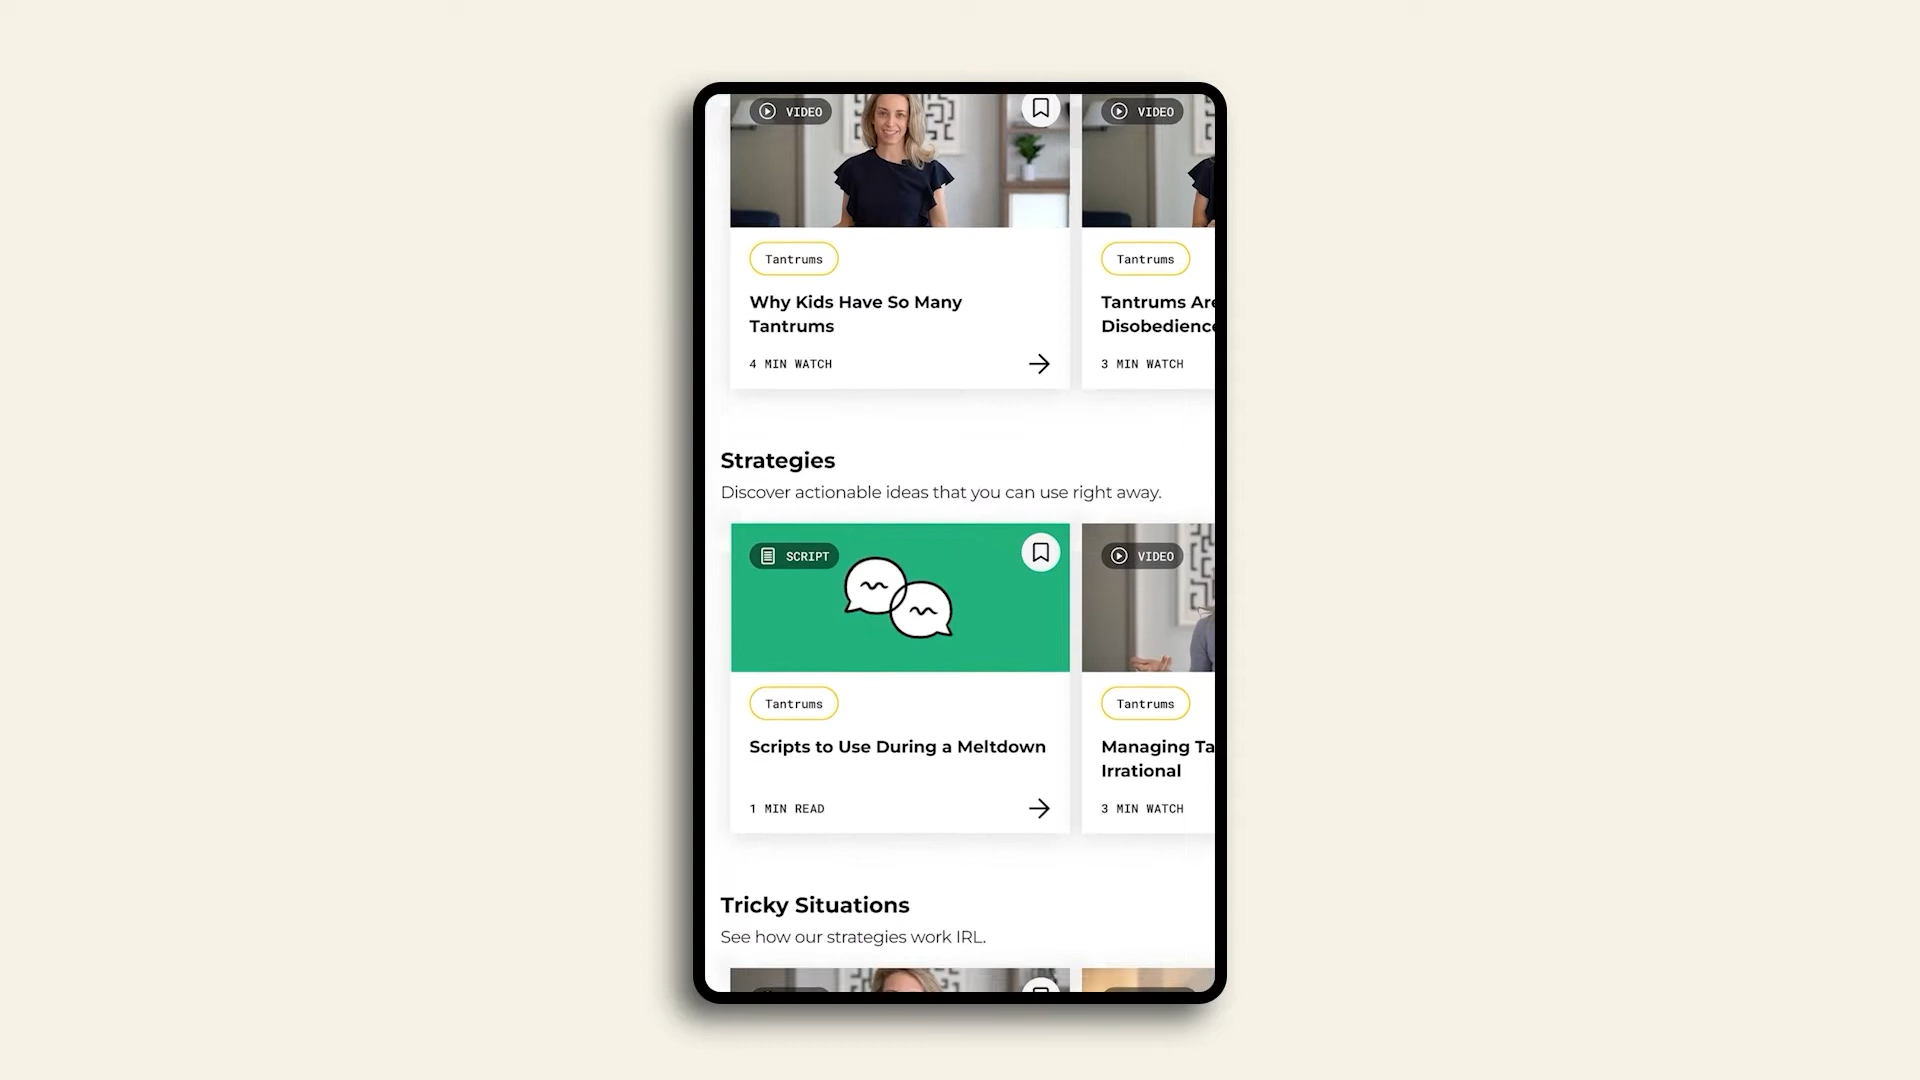 VIDEO
VIDEO
Tantrums
Tantrums
Why Kids Have So Many
Tantrums
Tantrums Are
Disobedience
4 MIN WATCH
3 MIN WATCH
Strategies
Discover actionable ideas that you can use right away.
SCRIPT
VIDEO
Tantrums
Tantrums
Scripts to Use During a Meltdown
Managing Ta
Irrational
1 MIN READ
3 MIN WATCH
Tricky Situations
See how our strategies work IRL.